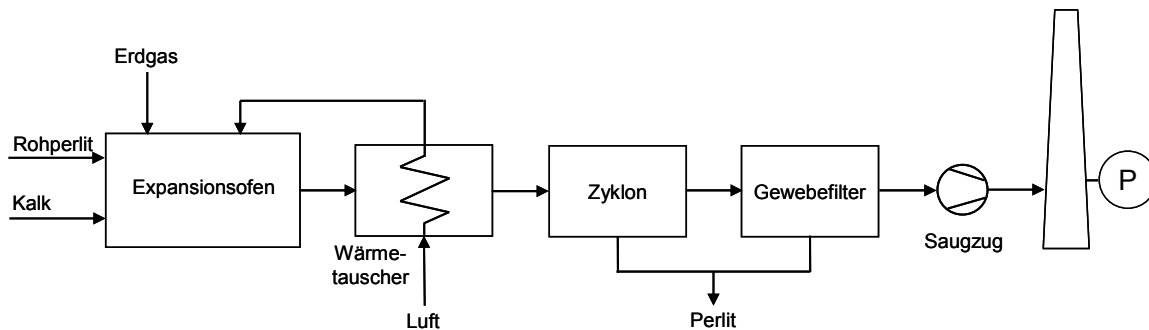 Erdgas
Rohperlit
Kalk
Expansionsofen
Wärme-
tauscher
Luft
Zyklon
Gewebefilter
Perlit
Saugzug
P